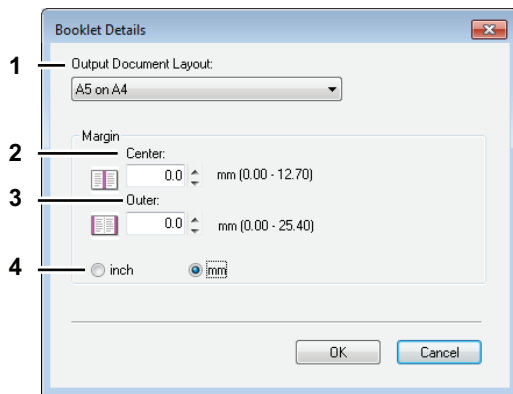 Booklet Details
1 Output Document Layout:
A5 on A4
Margin
2 Center:
0.0 mm (0.00 - 12.70)
3 Outer:
0.0 mm (0.00 - 25.40)
4 inch mm
OK Cancel